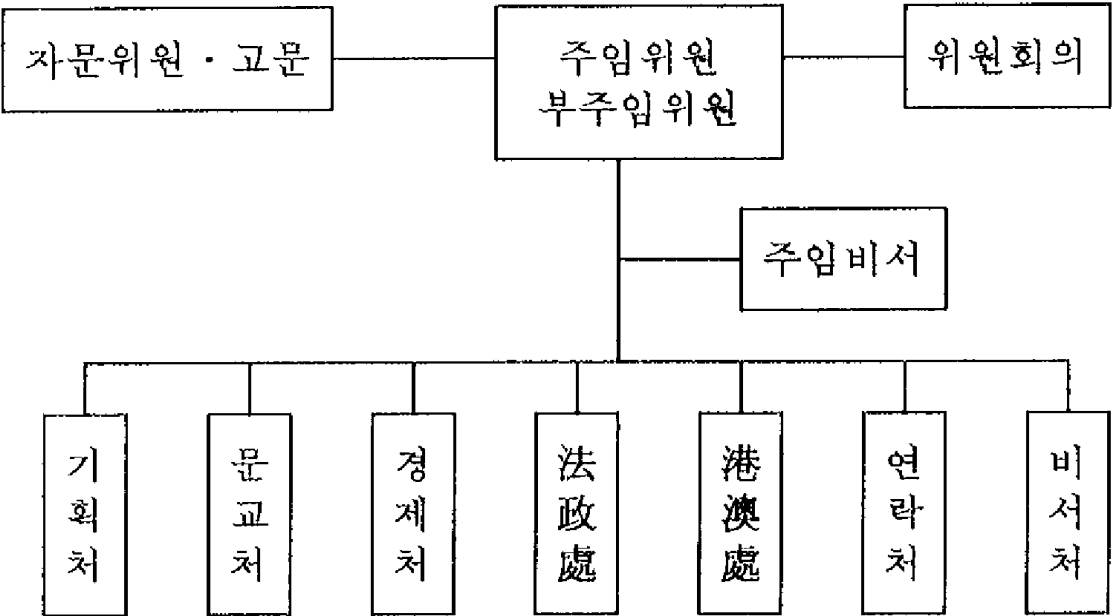 자문위원·고문
주임위원
부주임위원
위원회의
주임비서
기획처
문교처
경제처
法政處
港澳處
연락처
비서처